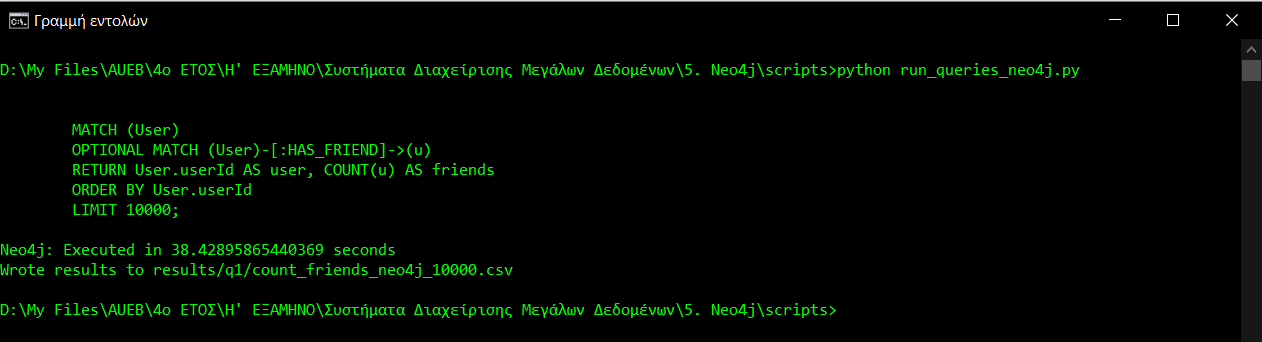 Γραμμή εντολών
D:\My Files\AUEB\4ο ΕΤΟΣ\Η' ΕΞΑΜΗΝΟ\Συστήματα Διαχείρισης Μεγάλων Δεδομένων\5. Neo4j\scripts>python run_queries_neo4j.py
MATCH (User)
OPTIONAL MATCH (User)-[:HAS_FRIEND]->(u)
RETURN User.userId AS user, COUNT(u) AS friends
ORDER BY User.userId
LIMIT 10000;
Neo4j: Executed in 38.42895865440369 seconds
Wrote results to results/q1/count_friends_neo4j_10000.csv
D:\My Files\AUEB\4ο ΕΤΟΣ\Η' ΕΞΑΜΗΝΟ\Συστήματα Διαχείρισης Μεγάλων Δεδομένων\5. Neo4j\scripts>